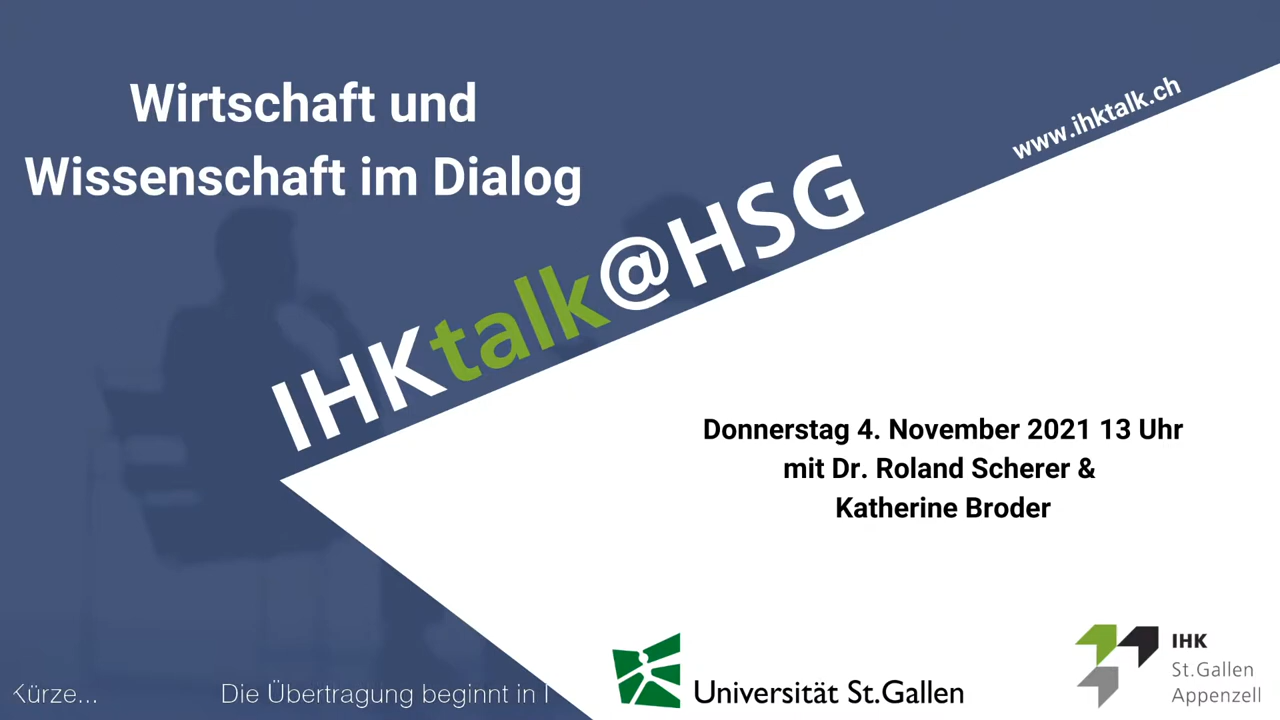 Wirtschaft und
Wissenschaft im Dialog
www.ihktalk.ch
IHKtalk@HSG
Donnerstag 4. November 2021 13 Uhr
mit Dr. Roland Scherer &
Katherine Broder
Kürze... Die Übertragung beginnt in
Universität St.Gallen
IHK
St.Gallen
Appenzell